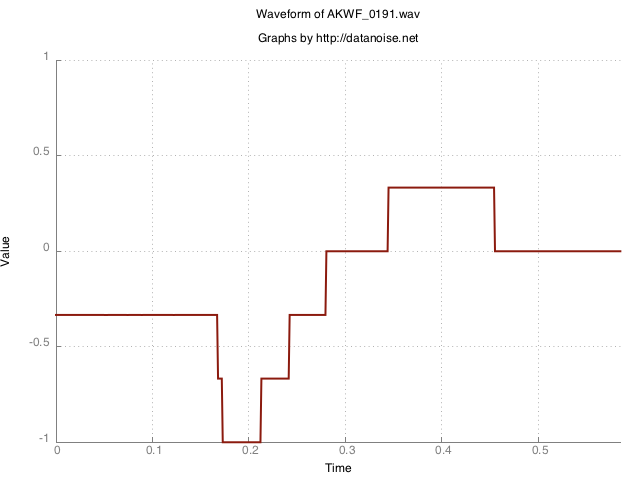 Waveform of AKWF_0191.wav
Graphs by http://datanoise.net
1
0.5
0
-0.5
-1
Value
0 0.1 0.2 0.3 0.4 0.5
Time